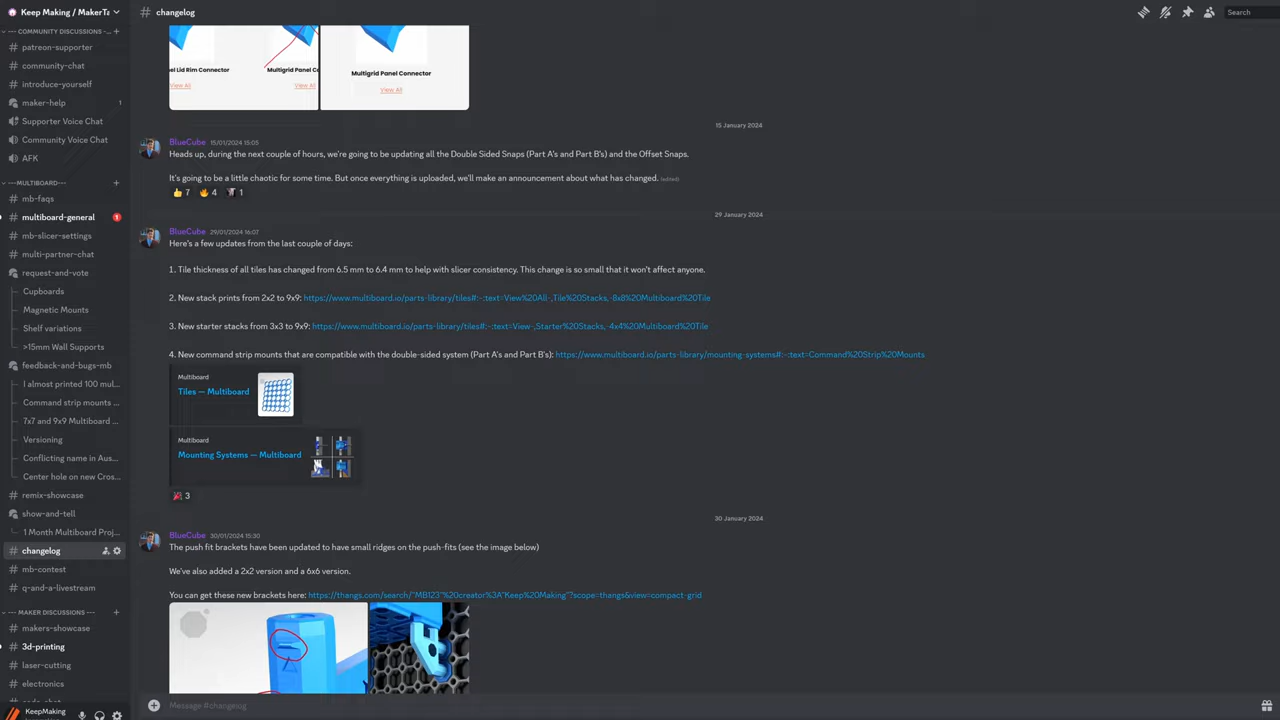 Keep Making / MakerTa
# changelog
Search
COMMUNITY DISCUSSIONS
# patreon-supporter
# community-chat
# introduce-yourself
# maker-help 1
Supporter Voice Chat
Community Voice Chat
AFK
MULTIBOARD
# mb-faqs
# multiboard-general 1
# mb-slicer-settings
# multi-partner-chat
request-and-vote
Cupboards
Magnetic Mounts
Shelf variations
>15mm Wall Supports
feedback-and-bugs-mb
I almost printed 100 mul...
Command strip mounts ...
7x7 and 9x9 Multiboard ...
Versioning
Conflicting name in Aus...
Center hole on new Cros...
# remix-showcase
show-and-tell
1 Month Multiboard Proj...
# changelog
# mb-contest
# q-and-a-livestream
MAKER DISCUSSIONS
# makers-showcase
# 3d-printing
# laser-cutting
# electronics
KeepMaking
el Lid Rim Connector
Multigrid Panel Co
View All
View All
Multigrid Panel Connector
View All
15 January 2024
BlueCube 15/01/2024 15:05
Heads up, during the next couple of hours, we're going to be updating all the Double Sided Snaps (Part A's and Part B's) and the Offset Snaps.
It's going to be a little chaotic for some time. But once everything is uploaded, we'll make an announcement about what has changed. (edited)
7 4 1
29 January 2024
BlueCube 29/01/2024 16:07
Here's a few updates from the last couple of days:
1. Tile thickness of all tiles has changed from 6.5 mm to 6.4 mm to help with slicer consistency. This change is so small that it won't affect anyone.
2. New stack prints from 2x2 to 9x9: https://www.multiboard.io/parts-library/tiles#:~:text=View%20All-,Tile%20Stacks,-8x8%20Multiboard%20Tile
3. New starter stacks from 3x3 to 9x9: https://www.multiboard.io/parts-library/tiles#:~:text=View-,Starter%20Stacks,-4x4%20Multiboard%20Tile
4. New command strip mounts that are compatible with the double-sided system (Part A's and Part B's): https://www.multiboard.io/parts-library/mounting-systems#:~:text=Command%20Strip%20Mounts
Multiboard
Tiles — Multiboard
Multiboard
Mounting Systems — Multiboard
3
30 January 2024
BlueCube 30/01/2024 15:30
The push fit brackets have been updated to have small ridges on the push-fits (see the image below)
We've also added a 2x2 version and a 6x6 version.
You can get these new brackets here: https://thangs.com/search/"MB123"%20creator%3A"Keep%20Making"?scope=thangs&view=compact-grid
Message #changelog